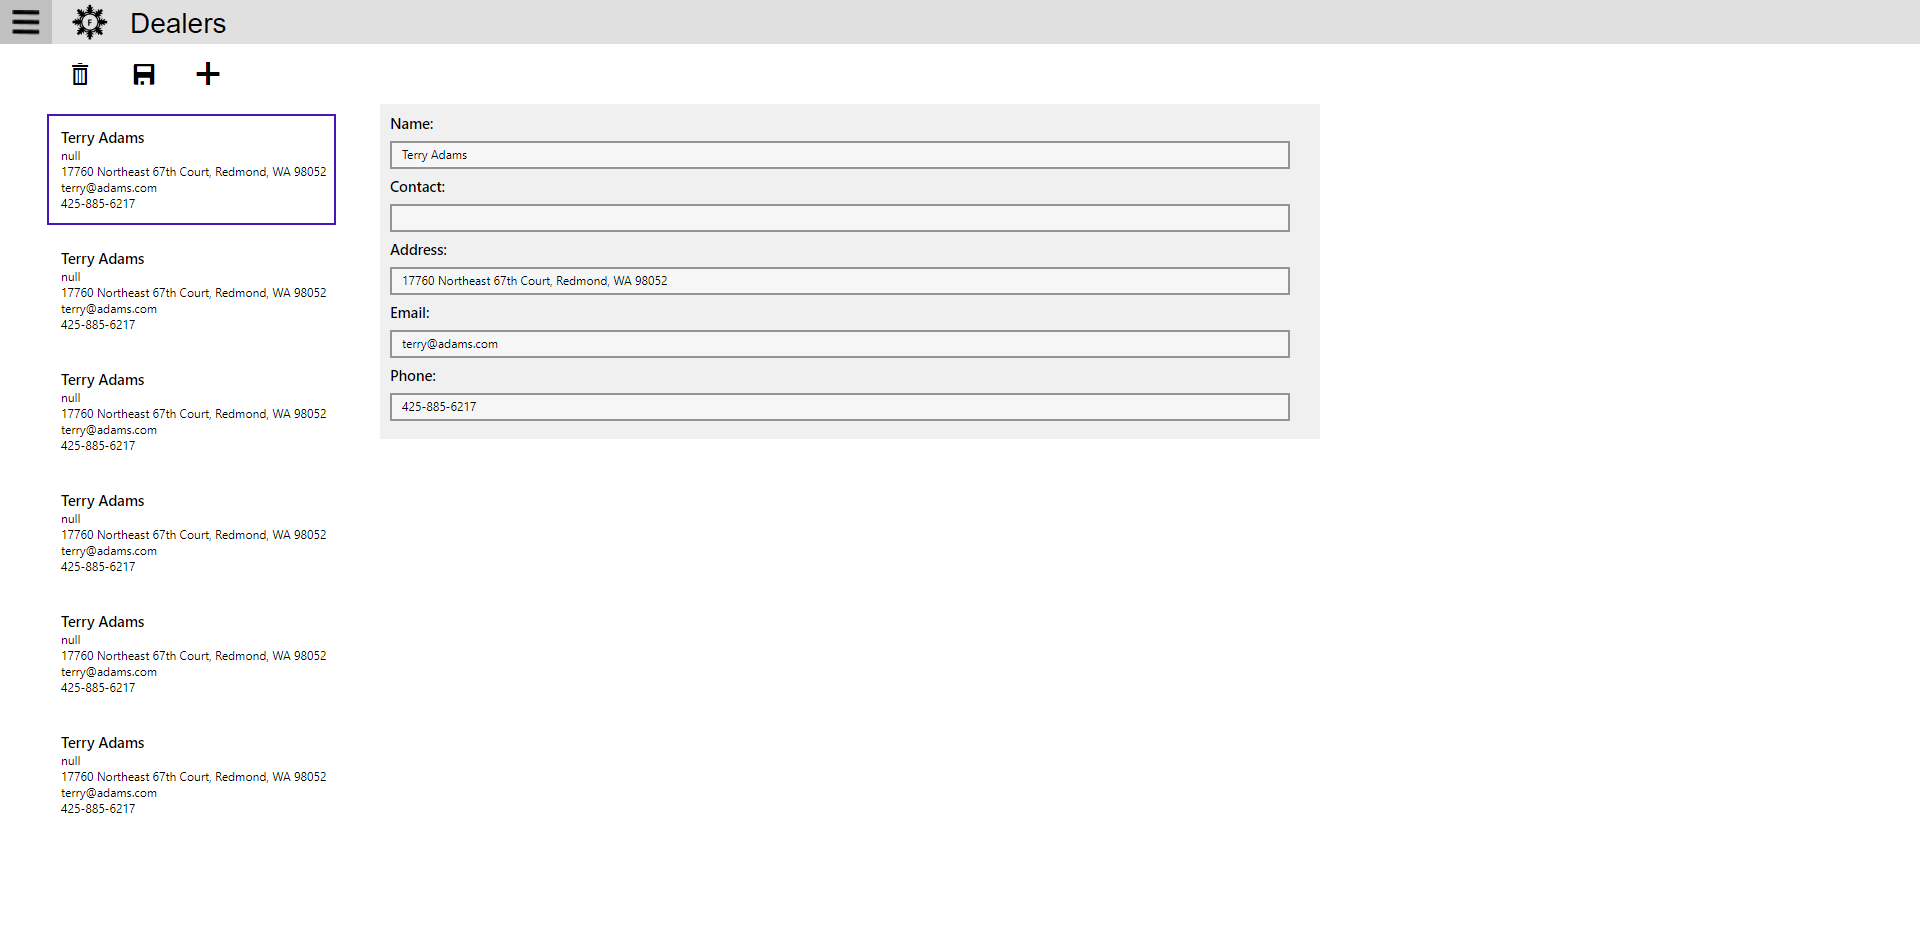 F
Dealers
Terry Adams
null
17760 Northeast 67th Court, Redmond, WA 98052
terry@adams.com
425-885-6217
Terry Adams
null
17760 Northeast 67th Court, Redmond, WA 98052
terry@adams.com
425-885-6217
Terry Adams
null
17760 Northeast 67th Court, Redmond, WA 98052
terry@adams.com
425-885-6217
Terry Adams
null
17760 Northeast 67th Court, Redmond, WA 98052
terry@adams.com
425-885-6217
Terry Adams
null
17760 Northeast 67th Court, Redmond, WA 98052
terry@adams.com
425-885-6217
Terry Adams
null
17760 Northeast 67th Court, Redmond, WA 98052
terry@adams.com
425-885-6217
Name:
Terry Adams
Contact:
Address:
17760 Northeast 67th Court, Redmond, WA 98052
Email:
terry@adams.com
Phone:
425-885-6217